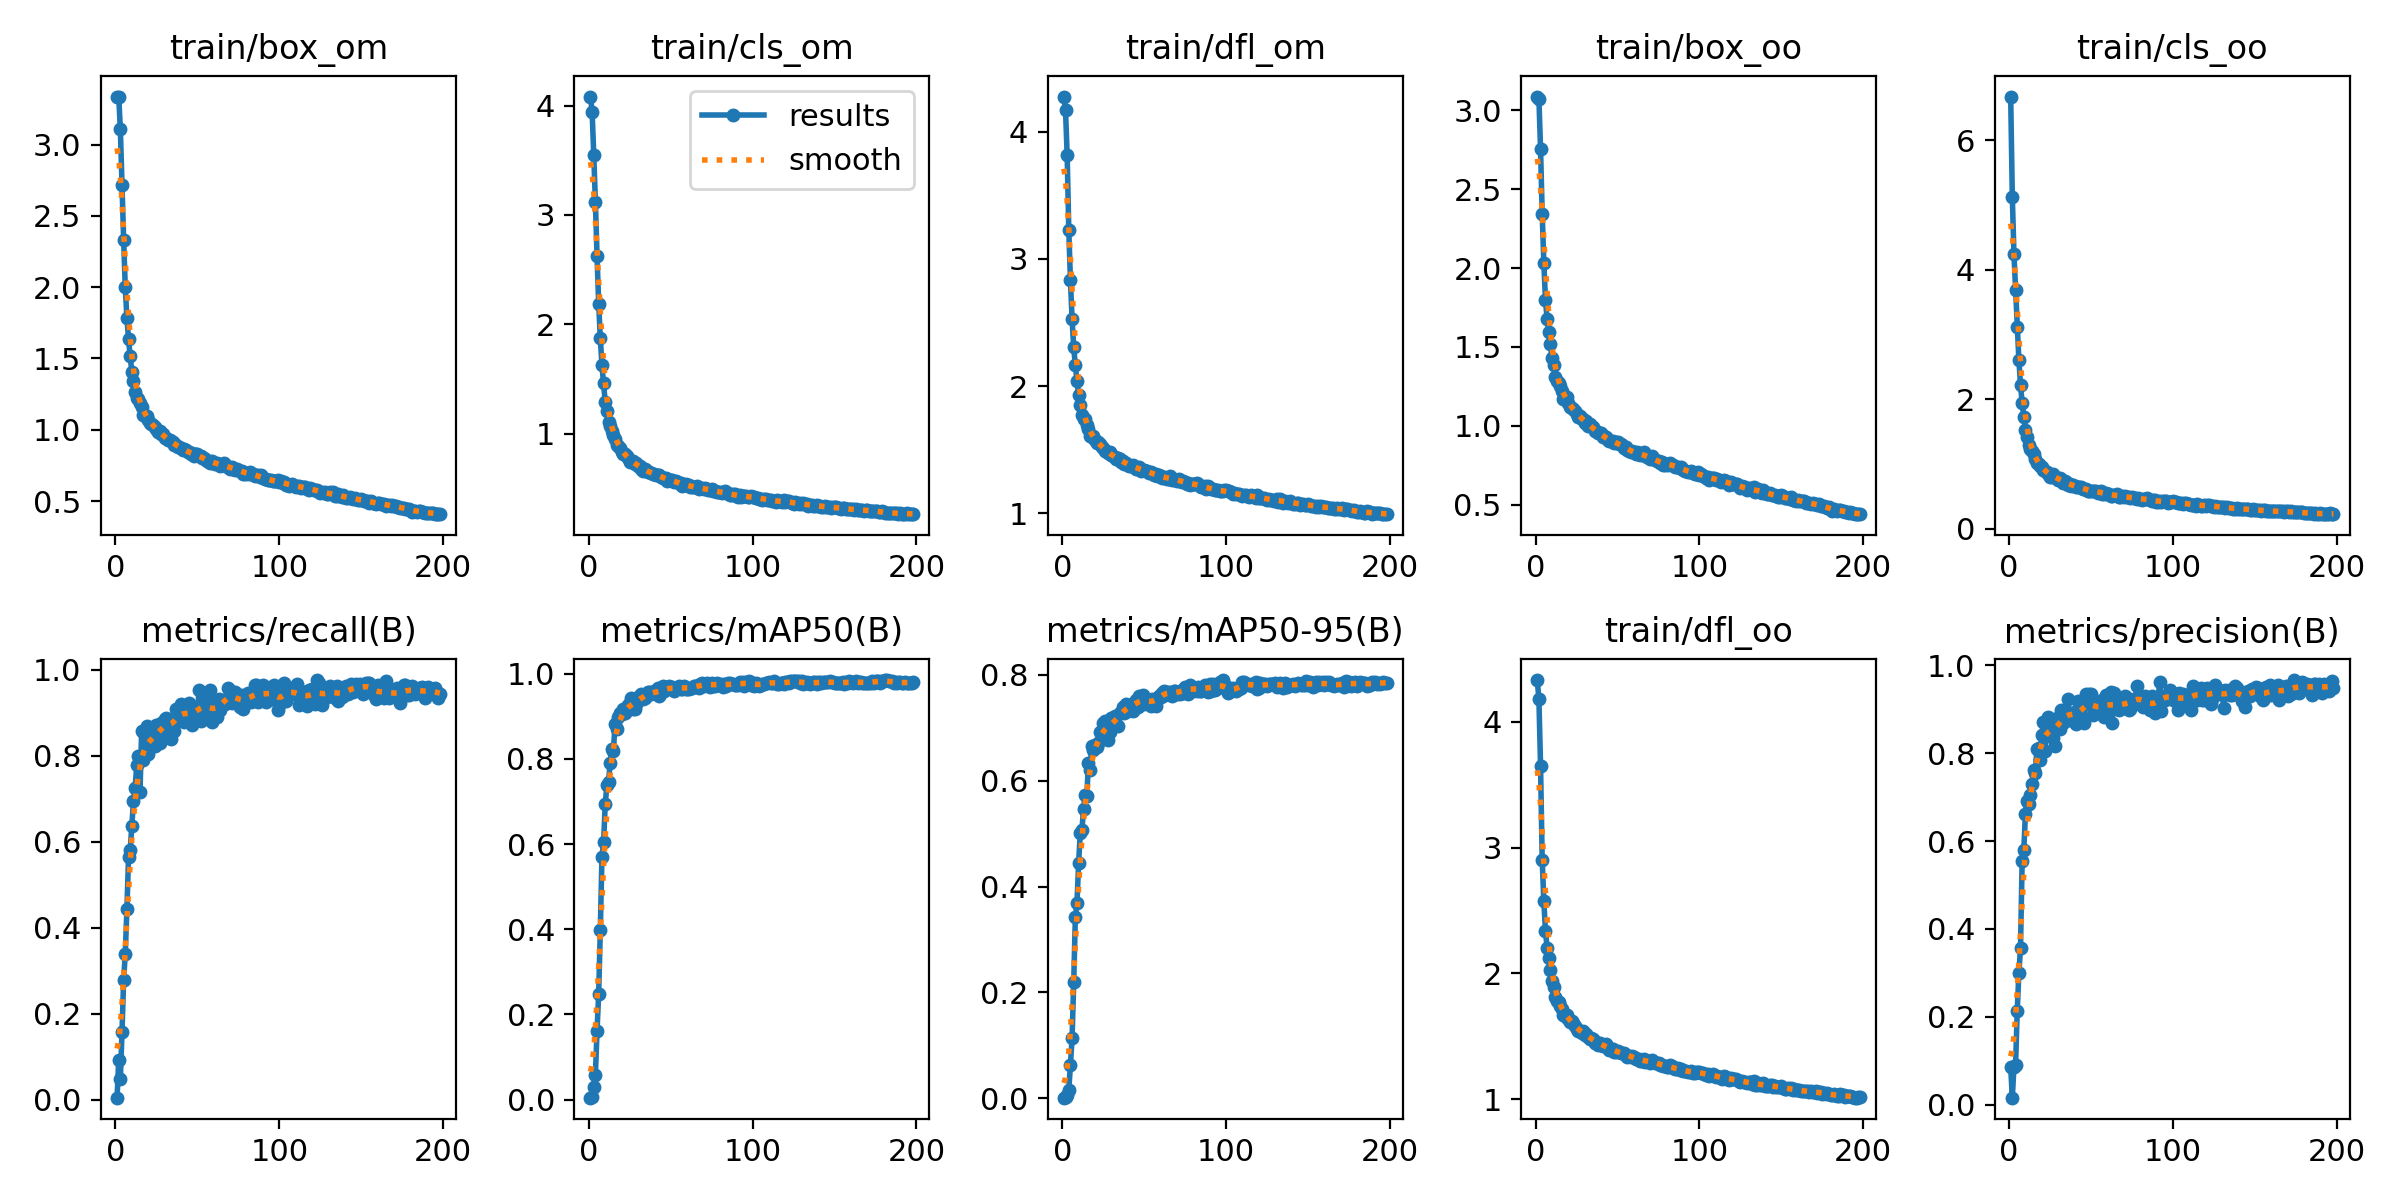 train/box_om
train/cls_om
train/dfl_om
train/box_oo
train/cls_oo
3.0
2.5
2.0
1.5
1.0
0.5
0 100 200
4
3
2
1
results
smooth
0 100 200
4
3
2
1
0 100 200
3.0
2.5
2.0
1.5
1.0
0.5
0 100 200
6
4
2
0
0 100 200
metrics/recall(B)
metrics/mAP50(B)
metrics/mAP50-95(B)
train/dfl_oo
metrics/precision(B)
1.0
0.8
0.6
0.4
0.2
0.0
0 100 200
1.0
0.8
0.6
0.4
0.2
0.0
0 100 200
0.8
0.6
0.4
0.2
0.0
0 100 200
4
3
2
1
0 100 200
1.0
0.8
0.6
0.4
0.2
0.0
0 100 200